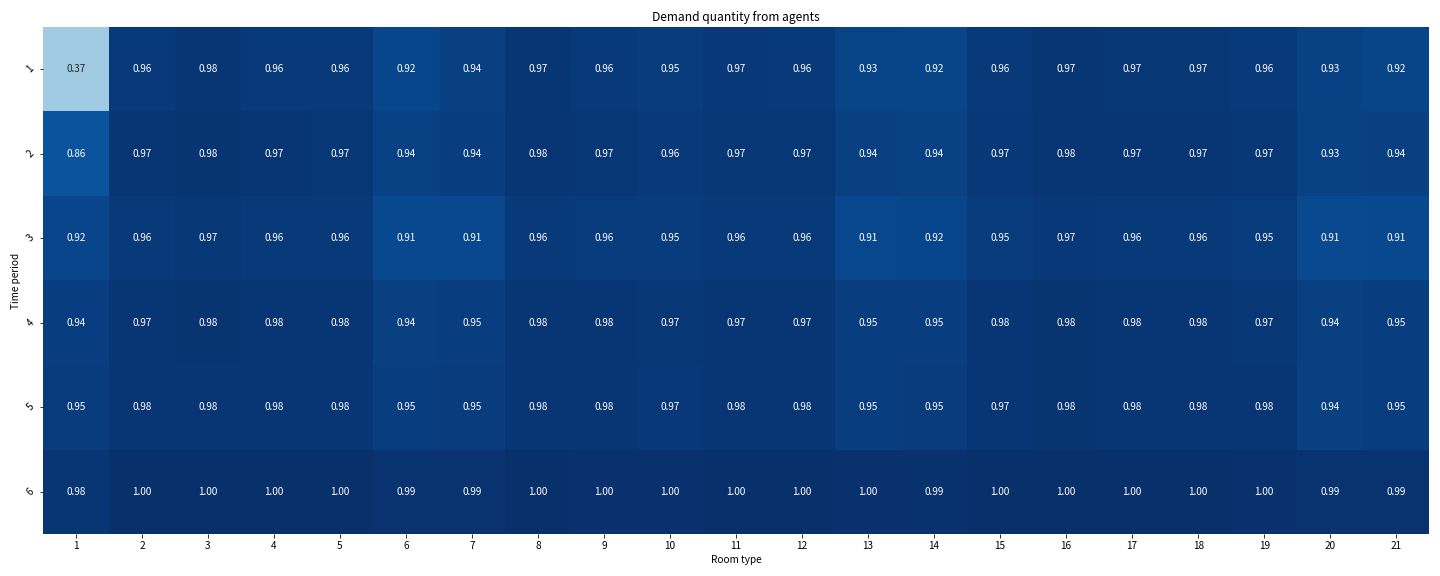 Demand quantity from agents
1 0.37 0.96 0.98 0.96 0.96 0.92 0.94 0.97 0.96 0.95 0.97 0.96 0.93 0.92 0.96 0.97 0.97 0.97 0.96 0.93 0.92
2 0.86 0.97 0.98 0.97 0.97 0.94 0.94 0.98 0.97 0.96 0.97 0.97 0.94 0.94 0.97 0.98 0.97 0.97 0.97 0.93 0.94
3 0.92 0.96 0.97 0.96 0.96 0.91 0.91 0.96 0.96 0.95 0.96 0.96 0.91 0.92 0.95 0.97 0.96 0.96 0.95 0.91 0.91
Time period
4 0.94 0.97 0.98 0.98 0.98 0.94 0.95 0.98 0.98 0.97 0.97 0.97 0.95 0.95 0.98 0.98 0.98 0.98 0.97 0.94 0.95
5 0.95 0.98 0.98 0.98 0.98 0.95 0.95 0.98 0.98 0.97 0.98 0.98 0.95 0.95 0.97 0.98 0.98 0.98 0.98 0.94 0.95
6 0.98 1.00 1.00 1.00 1.00 0.99 0.99 1.00 1.00 1.00 1.00 1.00 1.00 0.99 1.00 1.00 1.00 1.00 1.00 0.99 0.99
1 2 3 4 5 6 7 8 9 10 11 12 13 14 15 16 17 18 19 20 21
Room type